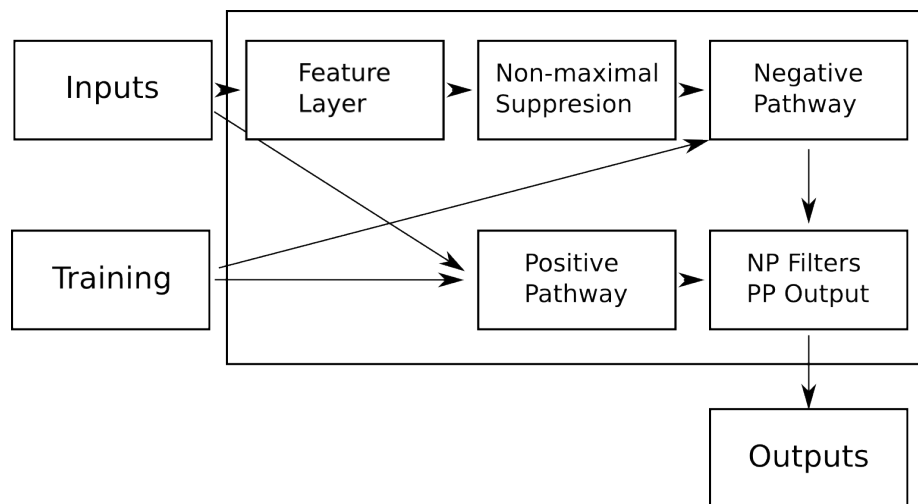 Inputs
Feature
Layer
Non-maximal
Suppresion
Negative
Pathway
Training
Positive
Pathway
NP Filters
PP Output
Outputs